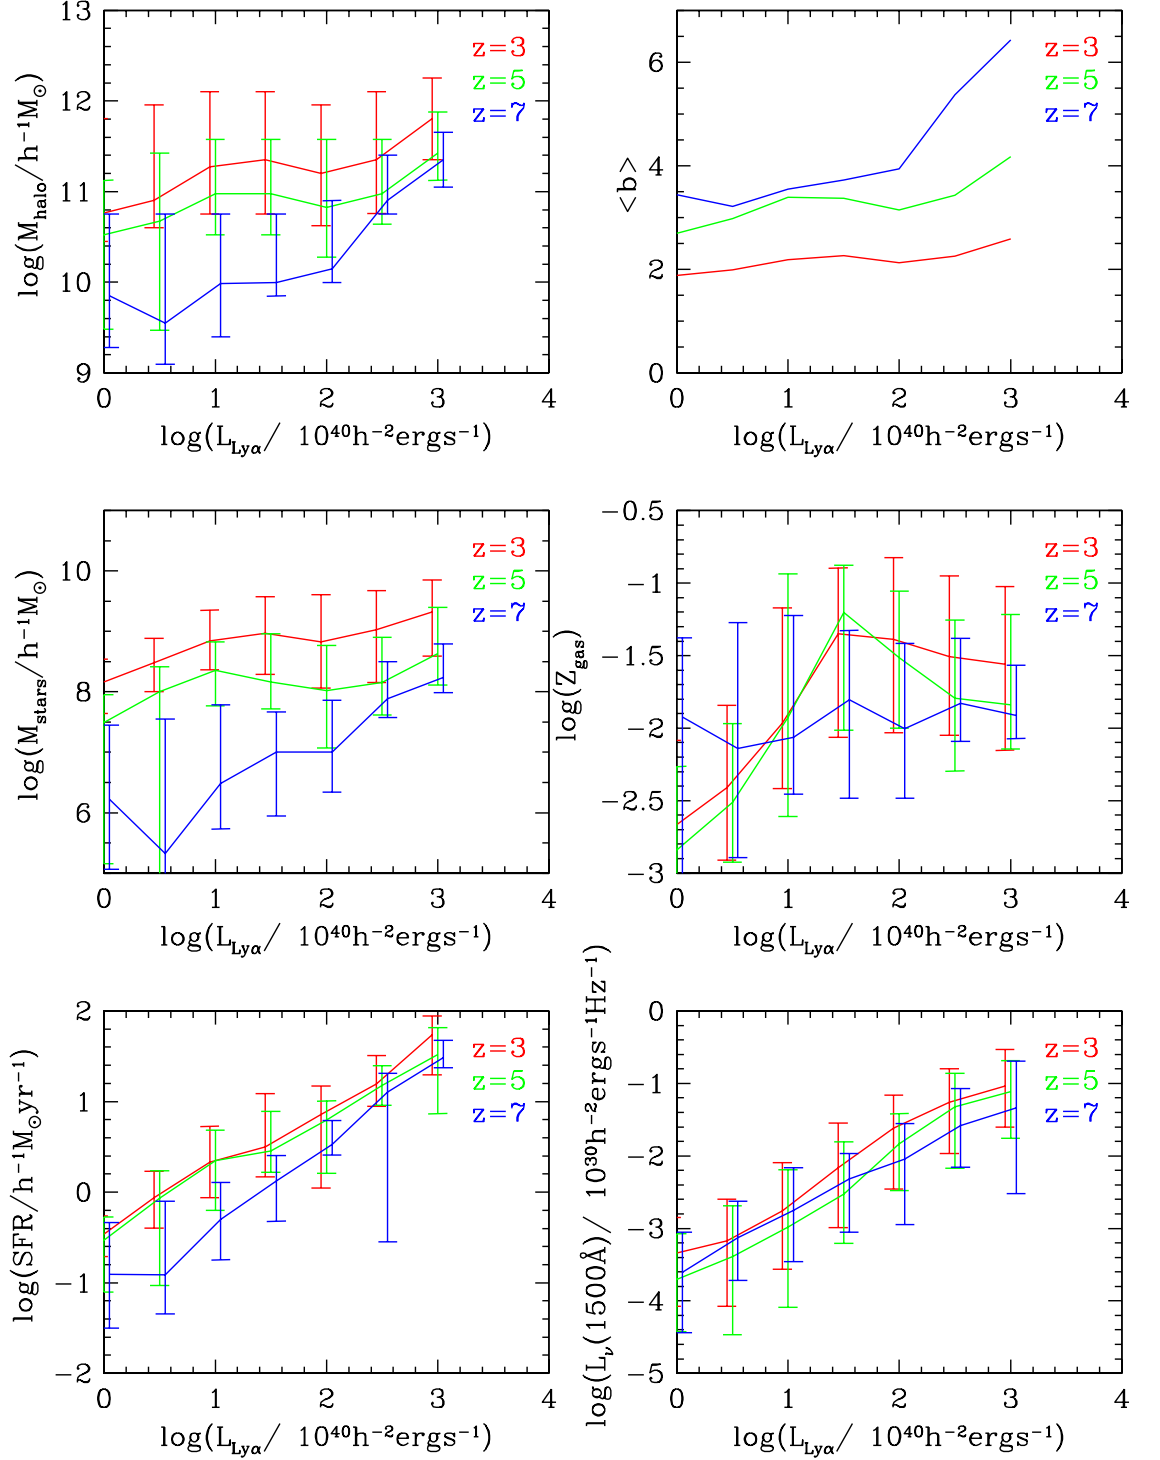 13
12
11
10
9
log(M_halo/h⁻¹M_⊙)
z=3
z=5
z=7
0 1 2 3 4
log(L_Lyα/ 10⁴⁰h⁻²ergs⁻¹)
6
4
2
0
<b>
z=3
z=5
z=7
0 1 2 3 4
log(L_Lyα/ 10⁴⁰h⁻²ergs⁻¹)
10
8
6
log(M_stars/h⁻¹M_⊙)
z=3
z=5
z=7
0 1 2 3 4
log(L_Lyα/ 10⁴⁰h⁻²ergs⁻¹)
−0.5
−1
−1.5
−2
−2.5
−3
log(Z_gas)
z=3
z=5
z=7
0 1 2 3 4
log(L_Lyα/ 10⁴⁰h⁻²ergs⁻¹)
2
1
0
−1
−2
log(SFR/h⁻¹M_⊙yr⁻¹)
z=3
z=5
z=7
0 1 2 3 4
log(L_Lyα/ 10⁴⁰h⁻²ergs⁻¹)
0
−1
−2
−3
−4
−5
log(L_ν(1500Å)/ 10³⁰h⁻²ergs⁻¹Hz⁻¹)
z=3
z=5
z=7
0 1 2 3 4
log(L_Lyα/ 10⁴⁰h⁻²ergs⁻¹)